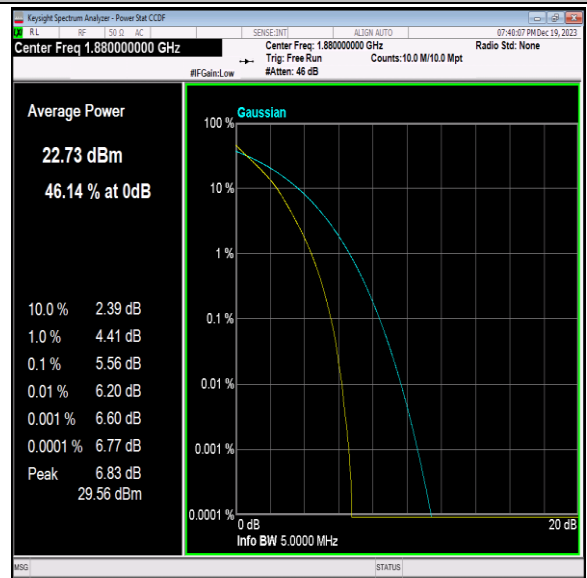 Keysight Spectrum Analyzer - Power Stat CCDF
RL RF 50 Ω AC SENSE:INT ALIGN AUTO 07:40:07 PM Dec 19, 2023
Center Freq 1.880000000 GHz
Center Freq: 1.880000000 GHz Radio Std: None
Trig: Free Run Counts:10.0 M/10.0 Mpt
#IFGain:Low #Atten: 46 dB
Average Power
22.73 dBm
46.14 % at 0dB
10.0 % 2.39 dB
1.0 % 4.41 dB
0.1 % 5.56 dB
0.01 % 6.20 dB
0.001 % 6.60 dB
0.0001 % 6.77 dB
Peak 6.83 dB
29.56 dBm
Gaussian
100 %
10 %
1 %
0.1 %
0.01 %
0.001 %
0.0001 %
0 dB 20 dB
Info BW 5.0000 MHz
MSG STATUS